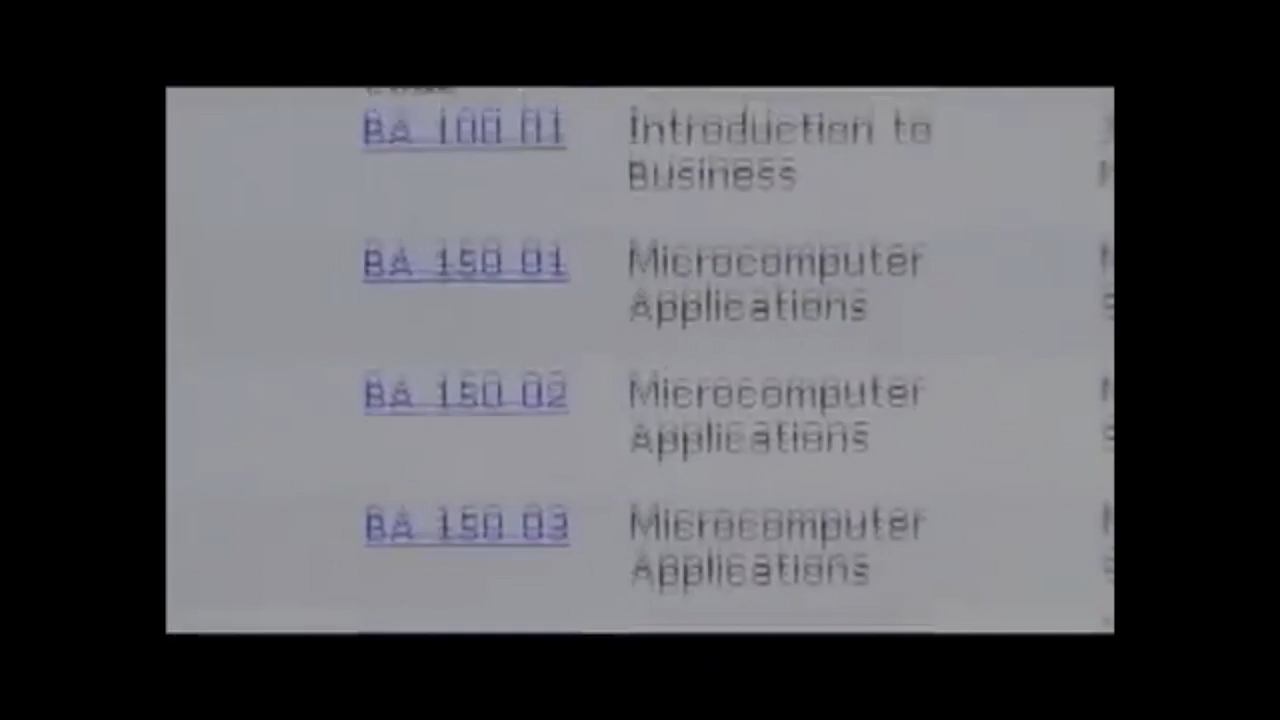 BA 100 01 Introduction to
Business
BA 150 01 Microcomputer
Applications
BA 150 02 Microcomputer
Applications
BA 150 03 Microcomputer
Applications